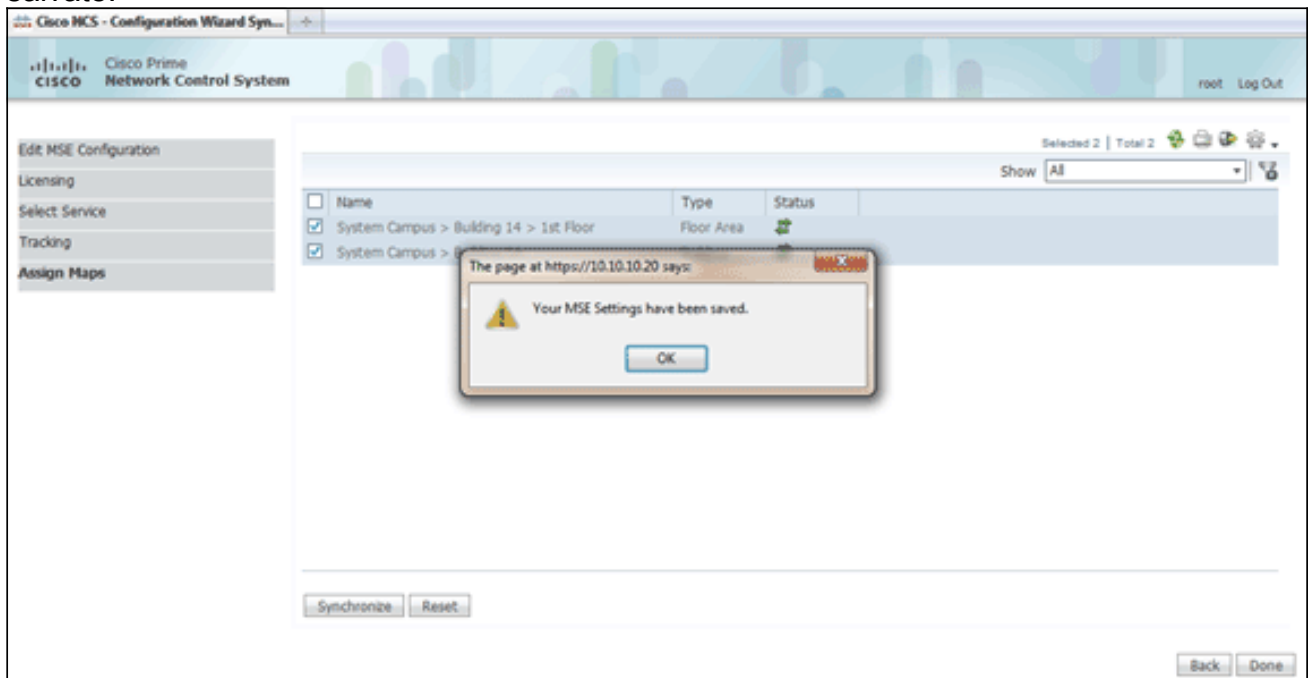 Cisco NCS - Configuration Wizard Syn...
CISCO
Cisco Prime
Network Control System
root Log Out
Edit MSE Configuration
Licensing
Select Service
Tracking
Assign Maps
Selected 2 | Total 2
Show All
Name Type Status
System Campus > Building 14 > 1st Floor Floor Area
System Campus >
The page at https://10.10.10.20 says:
Your MSE Settings have been saved.
OK
Synchronize Reset
Back Done